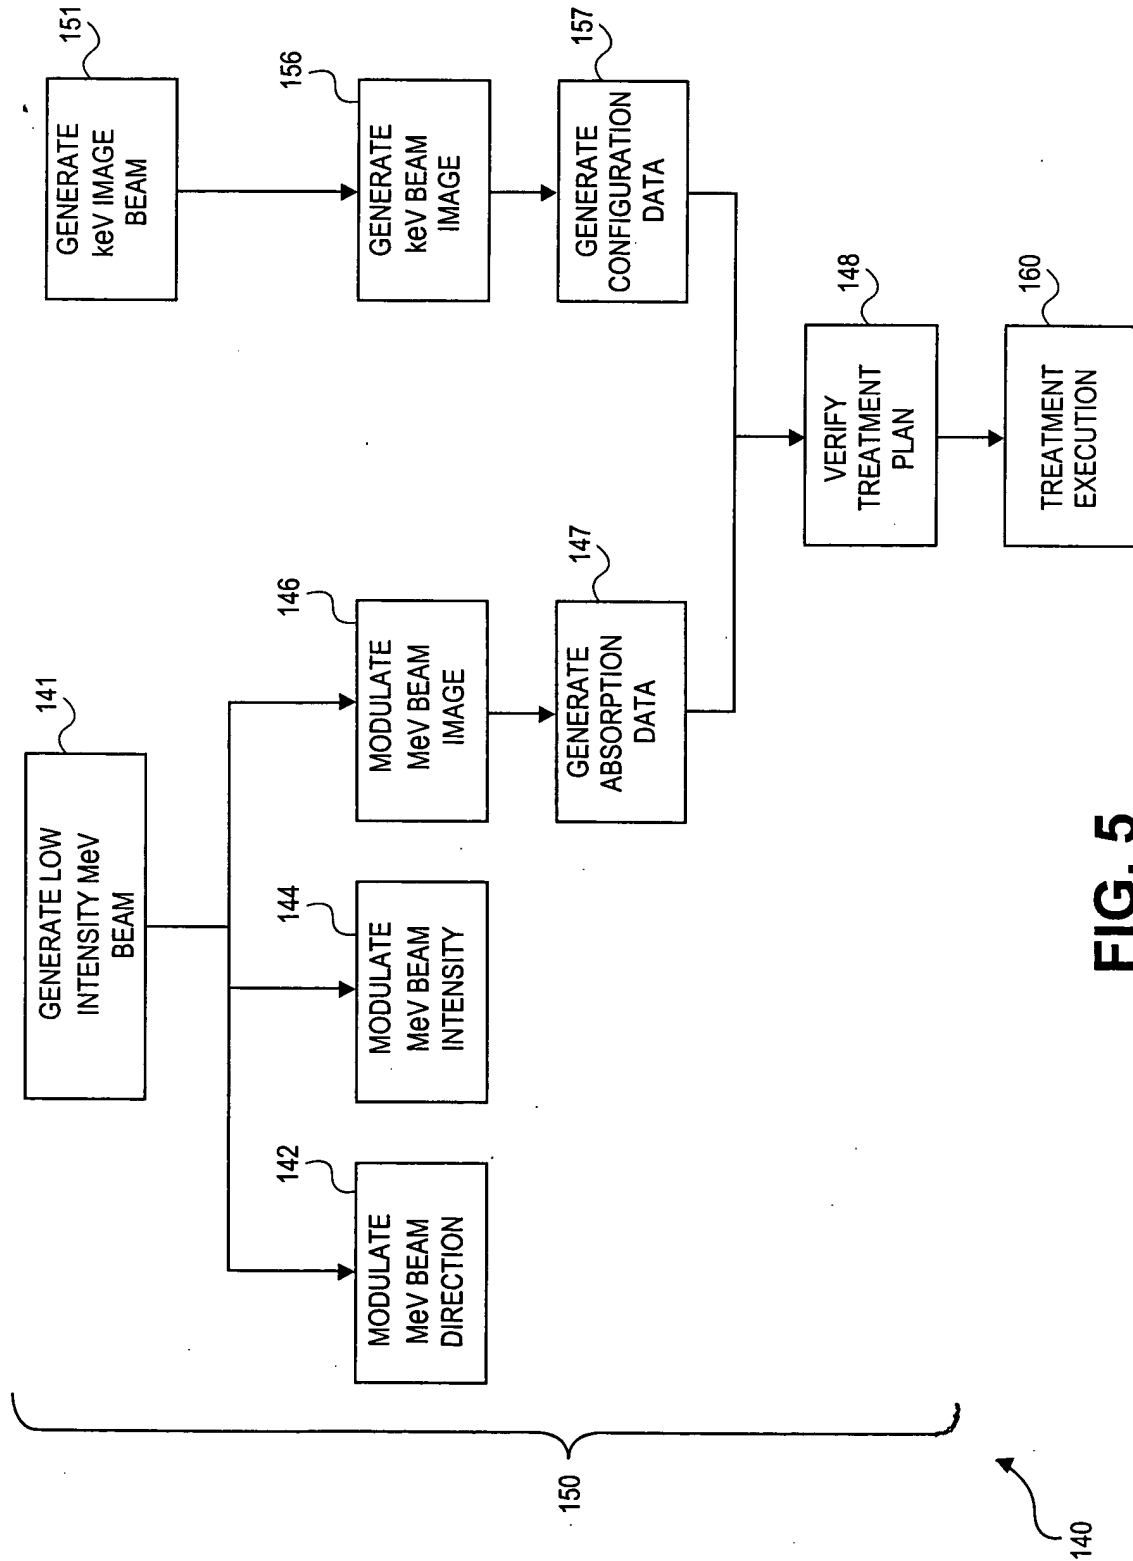 141
GENERATE LOW
INTENSITY MeV
BEAM
151
GENERATE
keV IMAGE
BEAM
142
MODULATE
MeV BEAM
DIRECTION
144
MODULATE
MeV BEAM
INTENSITY
146
MODULATE
MeV BEAM
IMAGE
156
GENERATE
keV BEAM
IMAGE
147
GENERATE
ABSORPTION
DATA
157
GENERATE
CONFIGURATION
DATA
150
148
VERIFY
TREATMENT
PLAN
160
TREATMENT
EXECUTION
140
FIG. 5